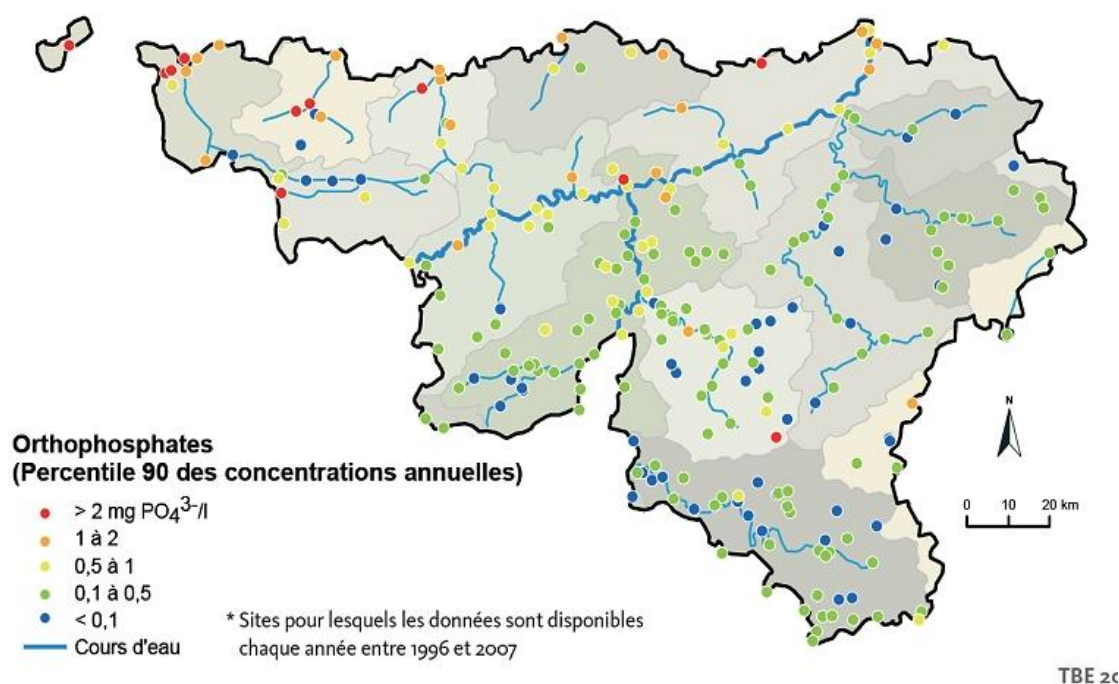 Orthophosphates
(Percentile 90 des concentrations annuelles)
> 2 mg PO₄³⁻/l
1 à 2
0,5 à 1
0,1 à 0,5
< 0,1
Cours d'eau
* Sites pour lesquels les données sont disponibles
chaque année entre 1996 et 2007
N
0 10 20 km
TBE